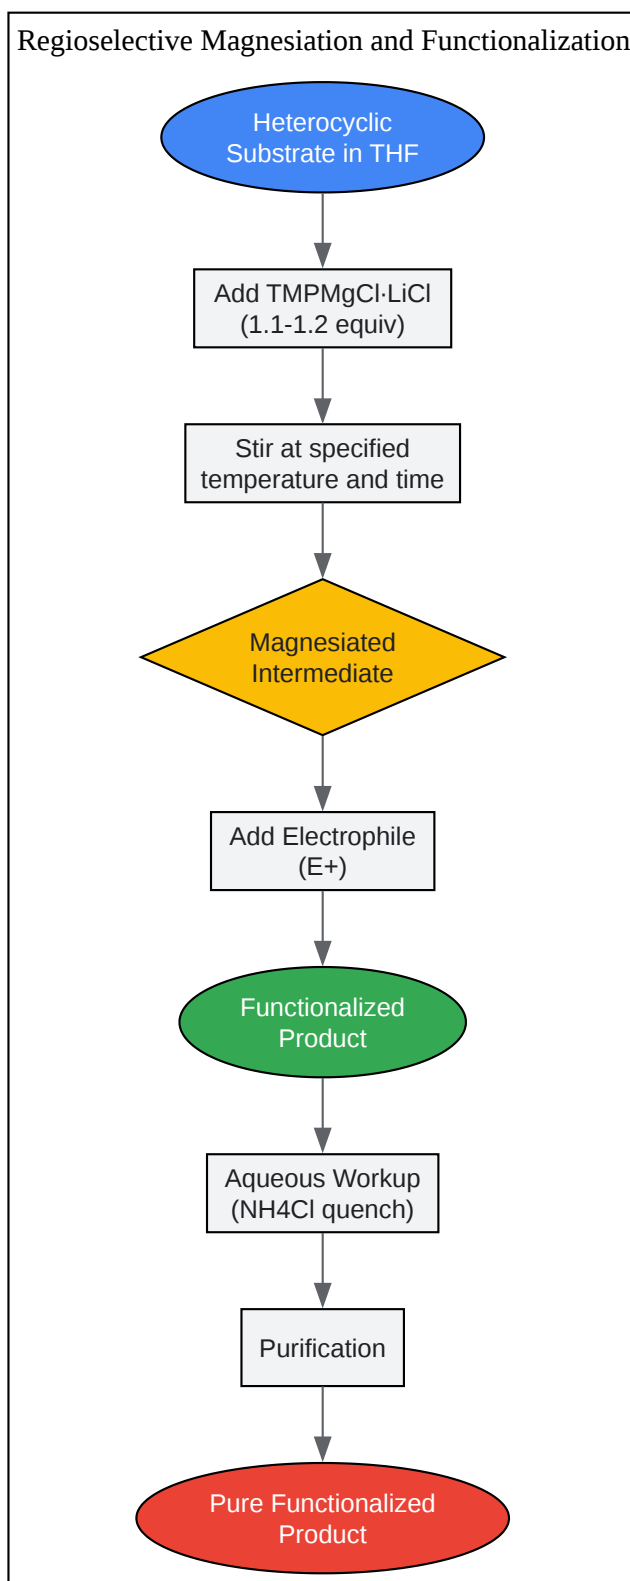 Regioselective Magnesiation and Functionalization
Heterocyclic
Substrate in THF
Add TMPMgCl·LiCl
(1.1-1.2 equiv)
Stir at specified
temperature and time
Magnesiated
Intermediate
Add Electrophile
(E+)
Functionalized
Product
Aqueous Workup
(NH4Cl quench)
Purification
Pure Functionalized
Product